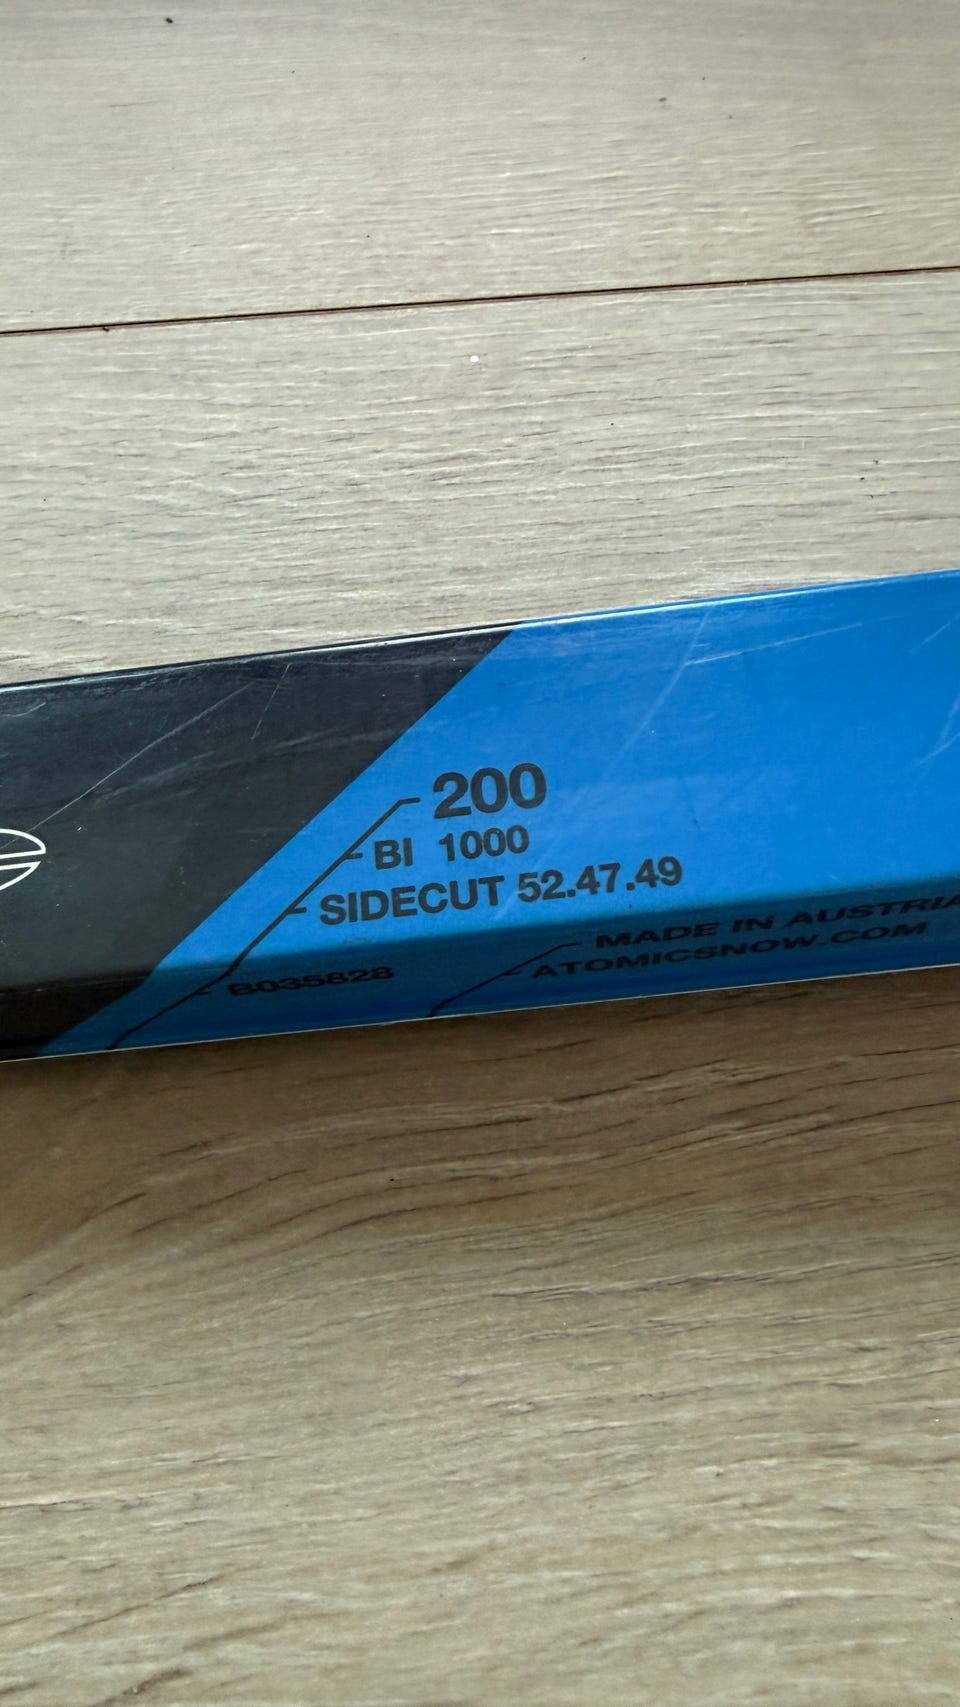 200
BI 1000
SIDECUT 52.47.49
B035828
MADE IN AUSTRIA
ATOMICSNOW.COM